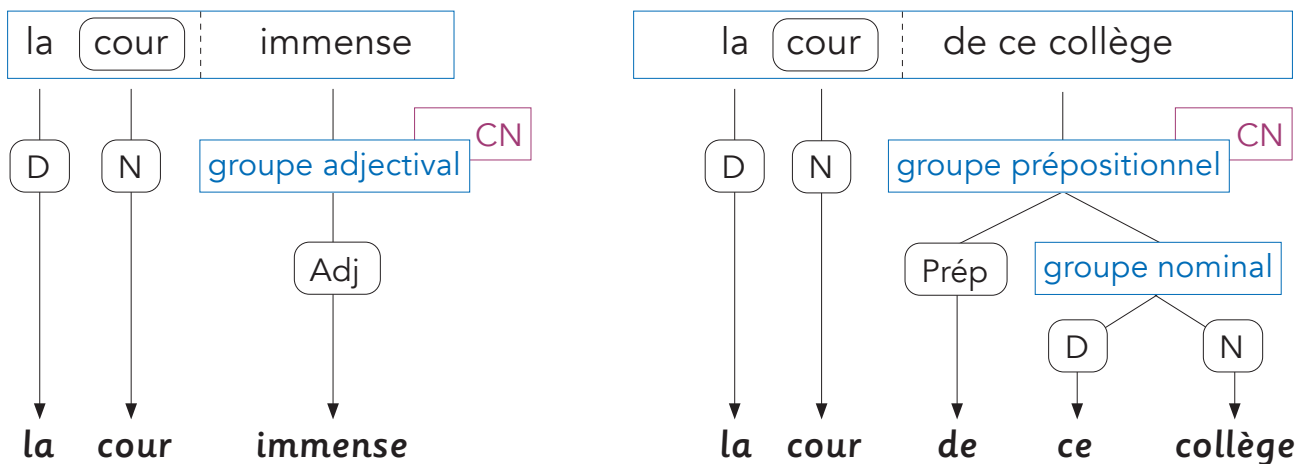 la cour immense
D N groupe adjectival CN
Adj
la cour immense
la cour de ce collège
D N groupe prépositionnel CN
Prép groupe nominal
D N
la cour de ce collège